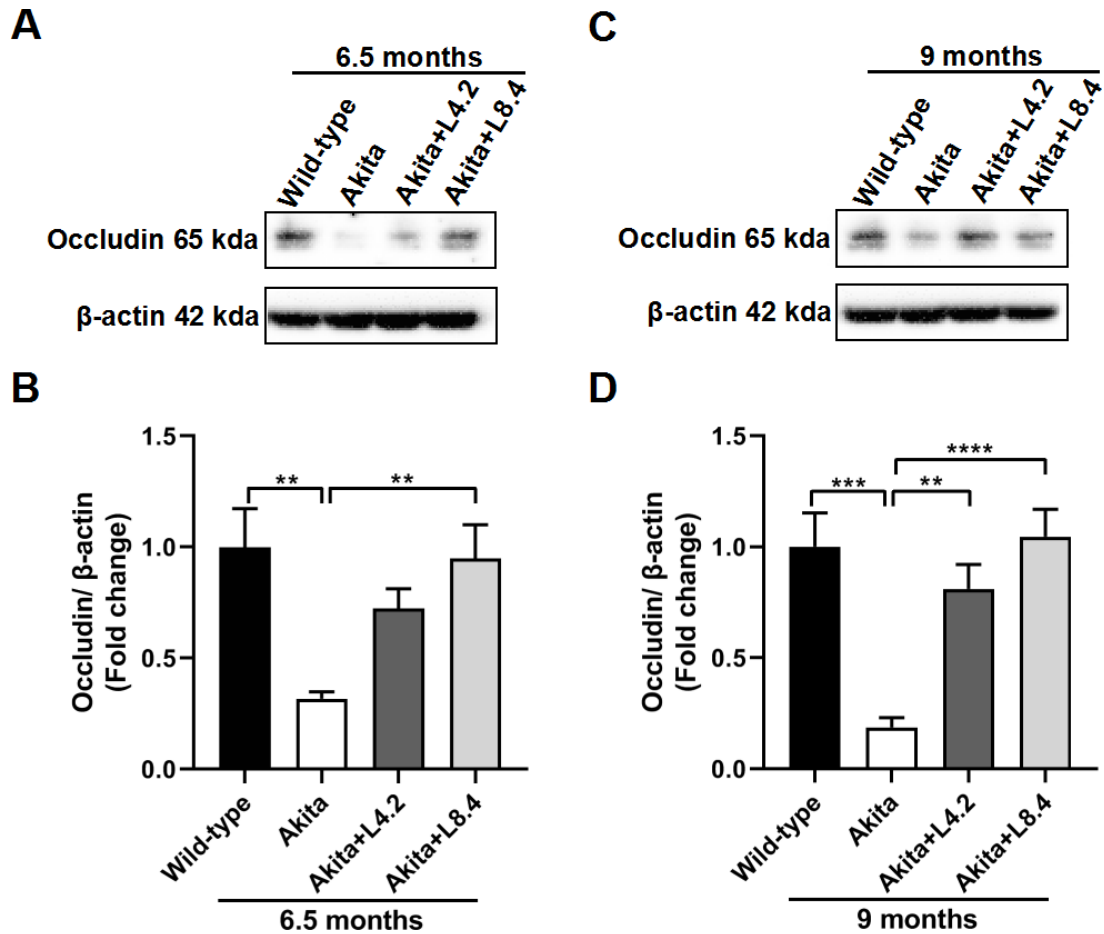 A
6.5 months
Wild-type
Akita
Akita+L4.2
Akita+L8.4
Occludin 65 kda
β-actin 42 kda
C
9 months
Wild-type
Akita
Akita+L4.2
Akita+L8.4
Occludin 65 kda
β-actin 42 kda
B
Occludin/ β-actin
(Fold change)
1.5
1.0
0.5
0.0
**
**
Wild-type
Akita
Akita+L4.2
Akita+L8.4
6.5 months
D
Occludin/ β-actin
(Fold change)
1.5
1.0
0.5
0.0
****
***
**
Wild-type
Akita
Akita+L4.2
Akita+L8.4
9 months